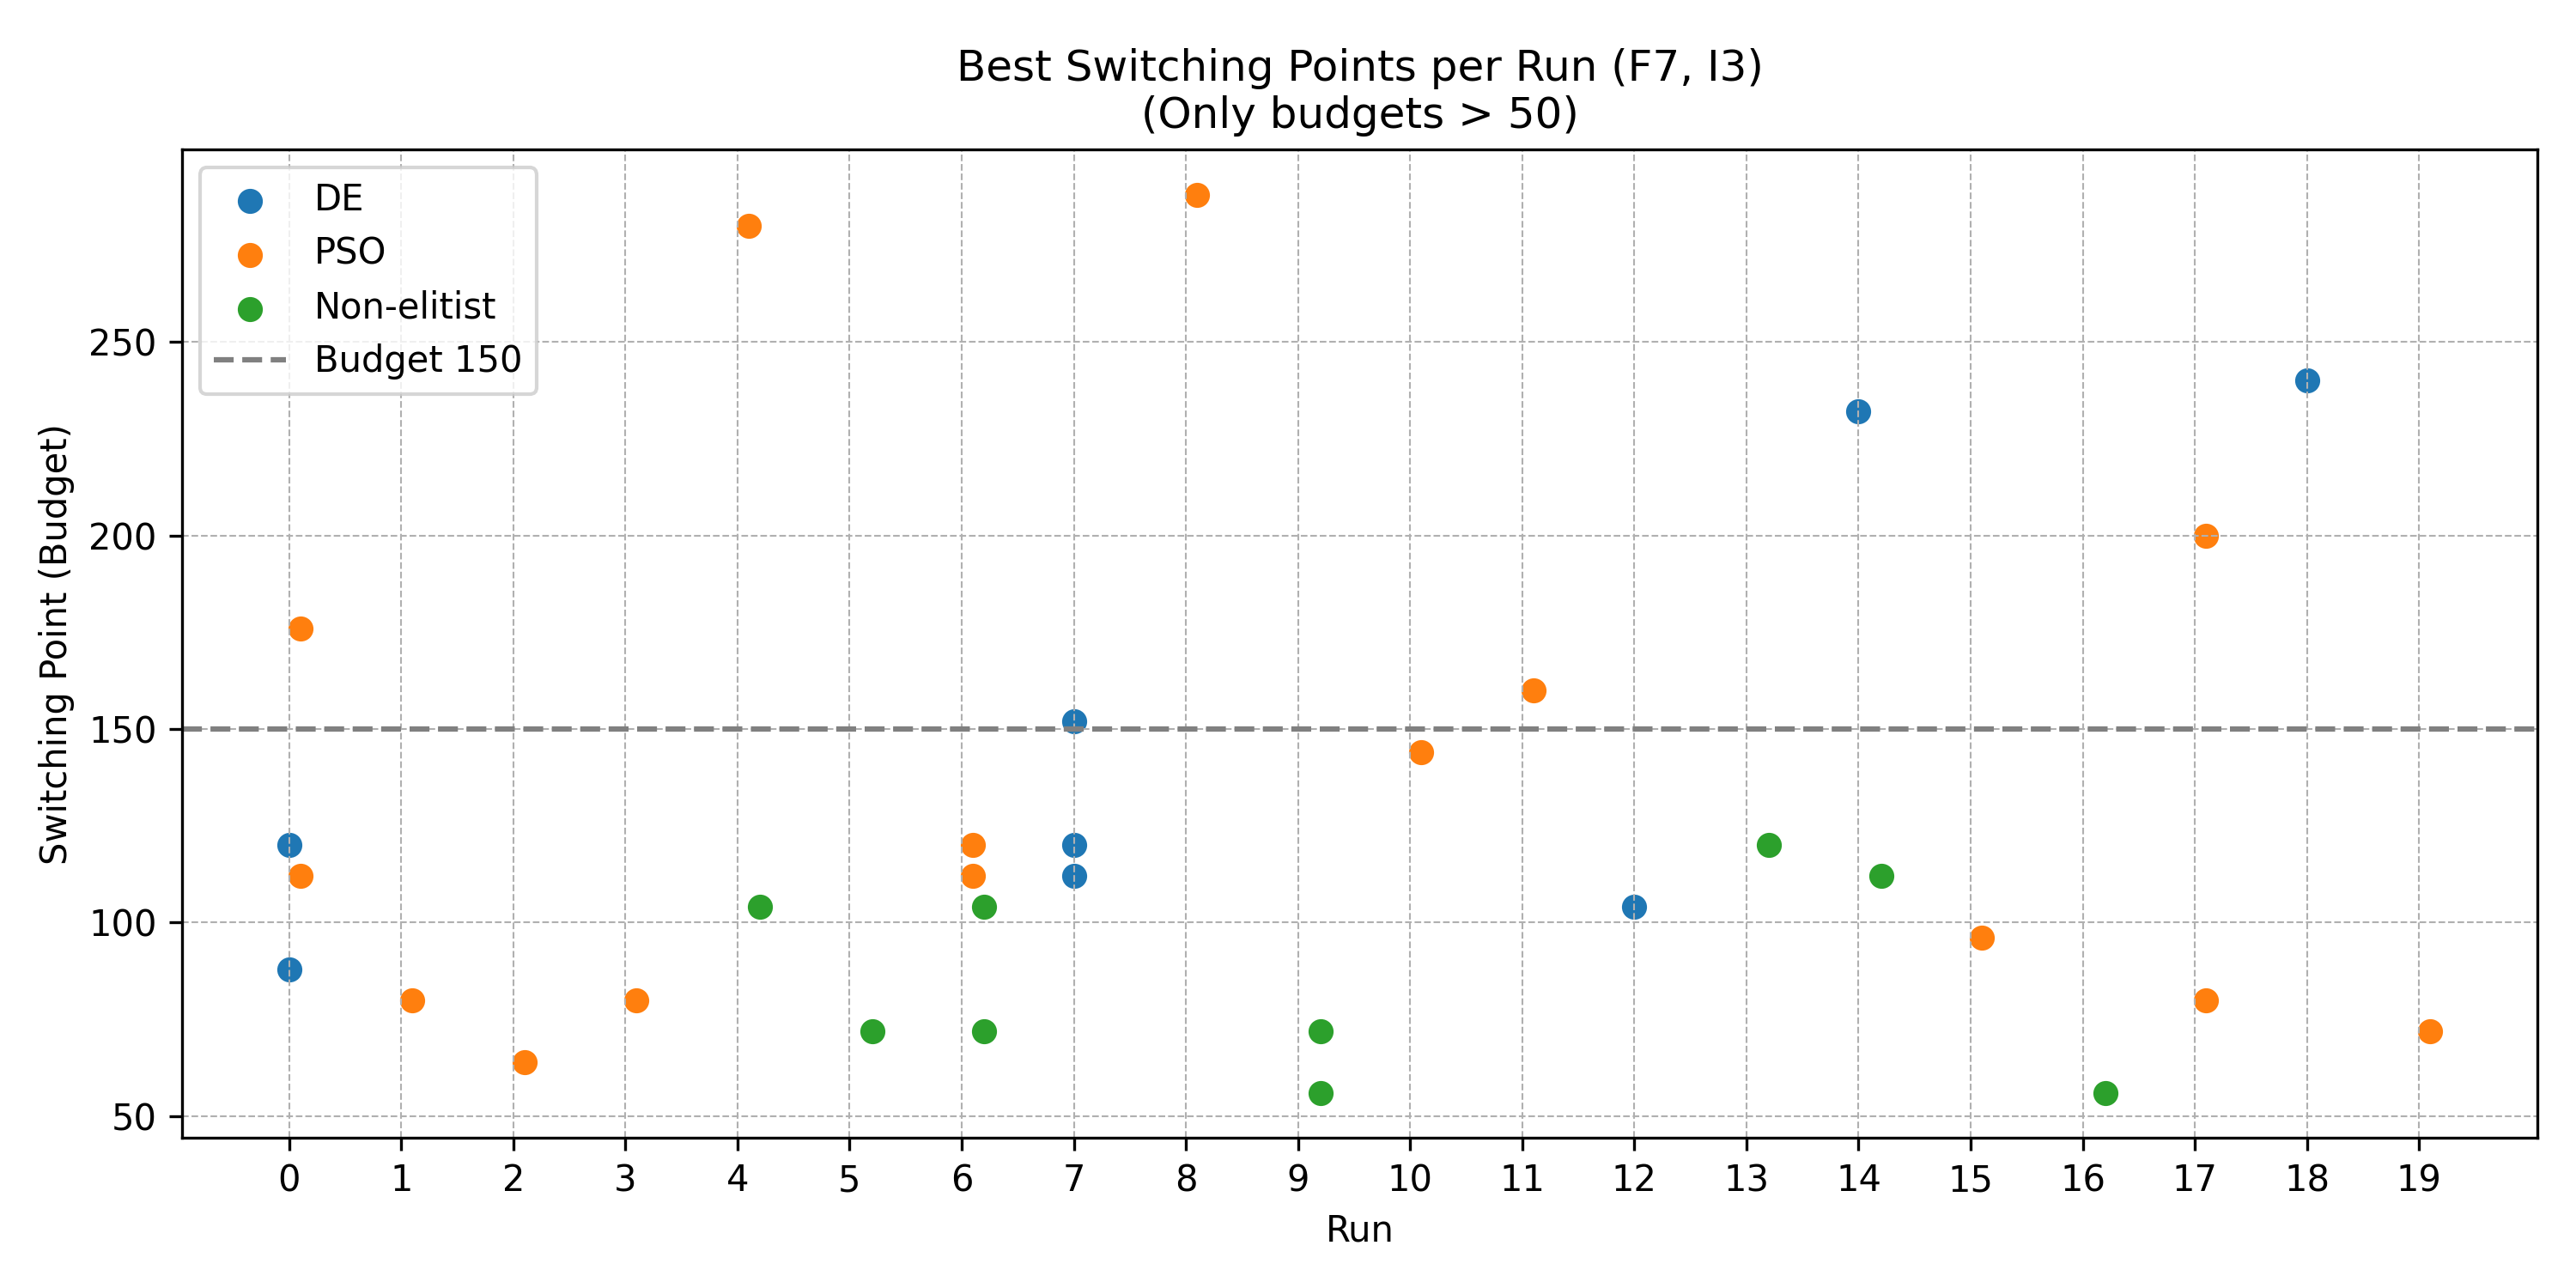 Best Switching Points per Run (F7, I3)
(Only budgets > 50)
DE
PSO
Non-elitist
Budget 150
Switching Point (Budget)
250
200
150
100
50
0 1 2 3 4 5 6 7 8 9 10 11 12 13 14 15 16 17 18 19
Run